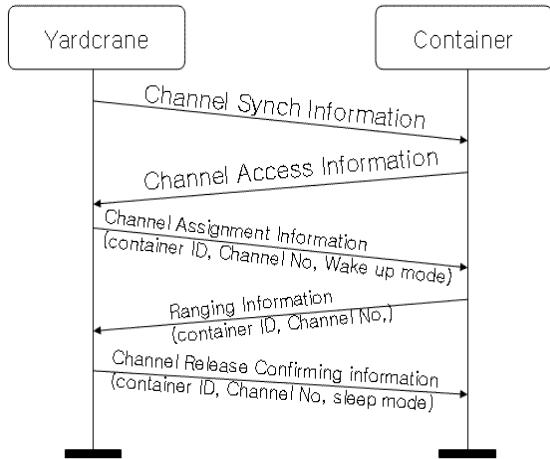 Yardcrane
Container
Channel Synch Information
Channel Access Information
Channel Assignment Information
(container ID, Channel No, Wake up mode)
Ranging Information
(container ID, Channel No,)
Channel Release Confirming information
(container ID, Channel No, sleep mode)